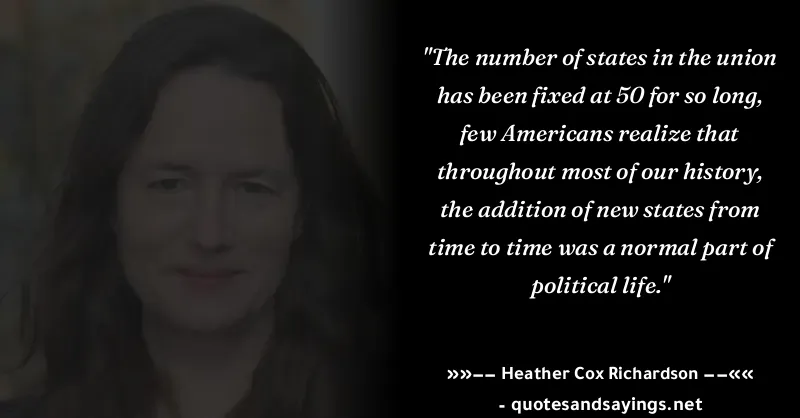 "The number of states in the union
has been fixed at 50 for so long,
few Americans realize that
throughout most of our history,
the addition of new states from
time to time was a normal part of
political life."
»»−− Heather Cox Richardson −−««
- quotesandsayings.net